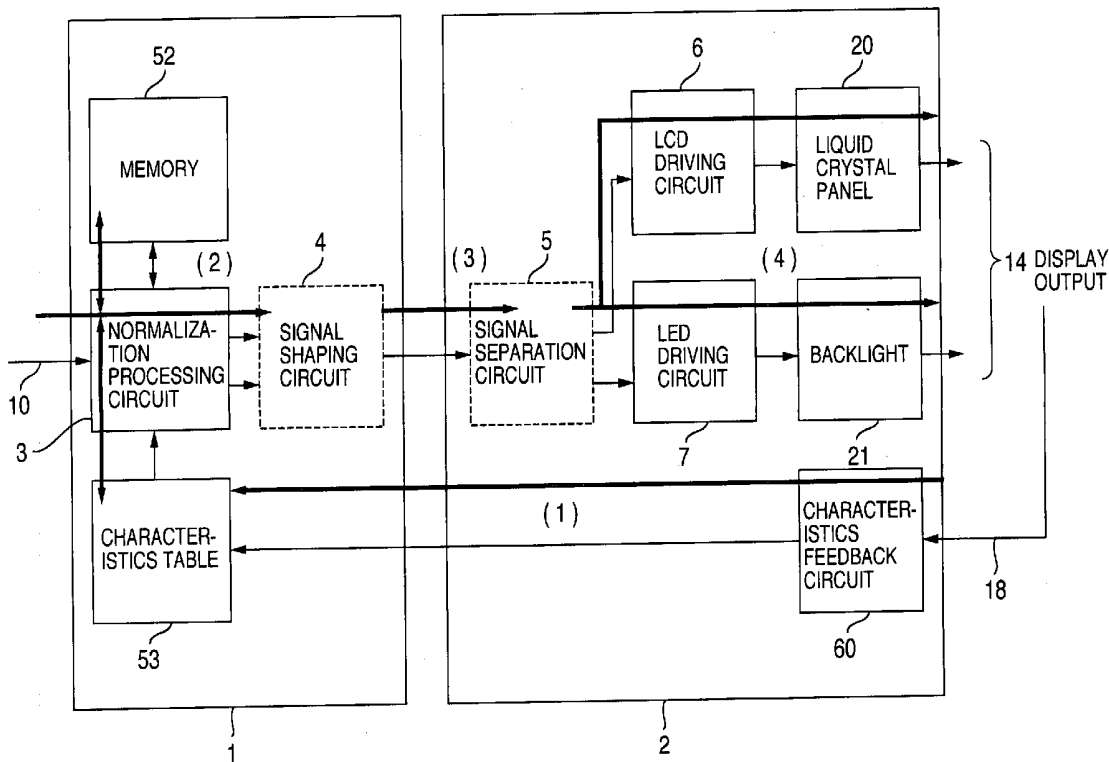 52
6
20
MEMORY
LCD
DRIVING
CIRCUIT
LIQUID
CRYSTAL
PANEL
(2)
4
(3)
5
(4)
14 DISPLAY
OUTPUT
NORMALIZA-
TION
PROCESSING
CIRCUIT
SIGNAL
SHAPING
CIRCUIT
SIGNAL
SEPARATION
CIRCUIT
LED
DRIVING
CIRCUIT
BACKLIGHT
10
3
7
21
CHARACTER-
ISTICS TABLE
(1)
CHARACTER-
ISTICS
FEEDBACK
CIRCUIT
18
53
60
1
2